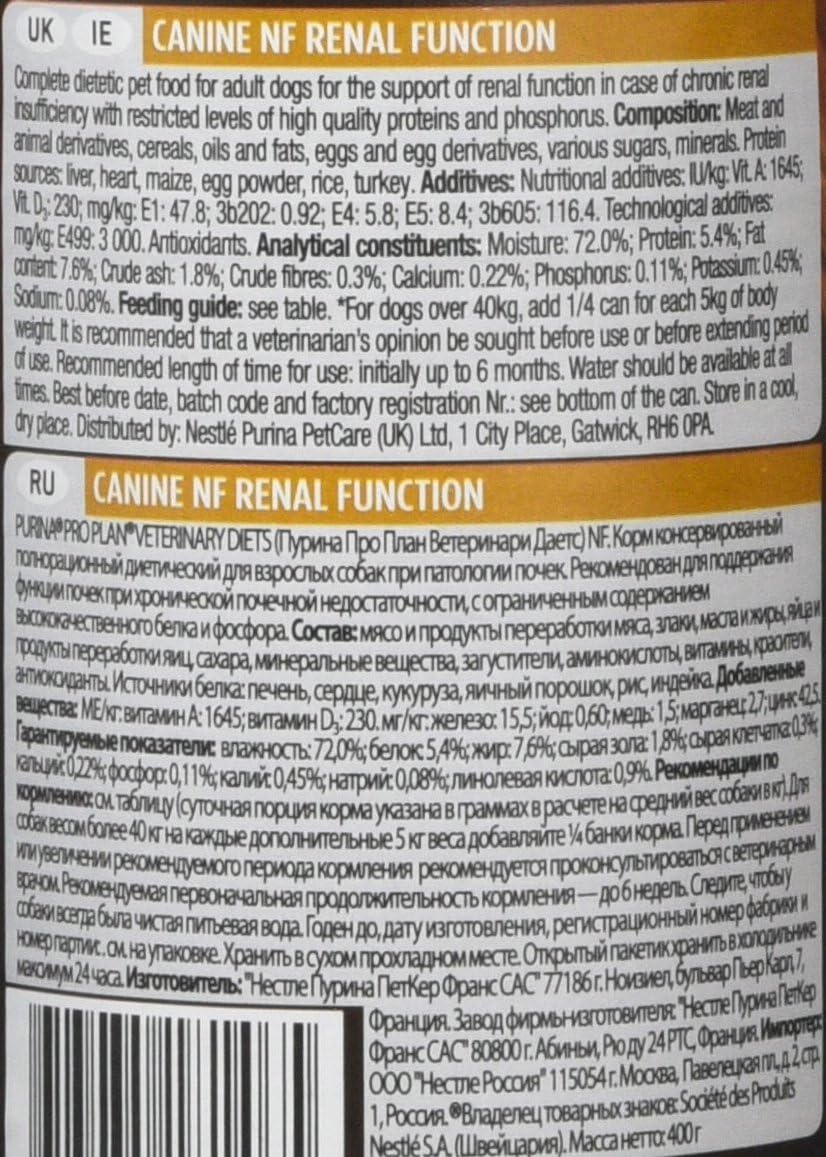 UK IE CANINE NF RENAL FUNCTION
Complete dietetic pet food for adult dogs for the support of renal function in case of chronic renal
insufficiency with restricted levels of high quality proteins and phosphorus. Composition: Meat and
animal derivatives, cereals, oils and fats, eggs and egg derivatives, various sugars, minerals. Protein
sources: liver, heart, maize, egg powder, rice, turkey. Additives: Nutritional additives: IU/kg: Vit. A: 1645;
Vit. D₃: 230; mg/kg: E1: 47.8; 3b202: 0.92; E4: 5.8; E5: 8.4; 3b605: 116.4. Technological additives:
mg/kg: E499: 3 000. Antioxidants. Analytical constituents: Moisture: 72.0%; Protein: 5.4%; Fat
content: 7.6%; Crude ash: 1.8%; Crude fibres: 0.3%; Calcium: 0.22%; Phosphorus: 0.11%; Potassium: 0.45%;
Sodium: 0.08%. Feeding guide: see table. *For dogs over 40kg, add 1/4 can for each 5kg of body
weight. It is recommended that a veterinarian's opinion be sought before use or before extending period
of use. Recommended length of time for use: initially up to 6 months. Water should be available at all
times. Best before date, batch code and factory registration Nr.: see bottom of the can. Store in a cool,
dry place. Distributed by: Nestlé Purina PetCare (UK) Ltd, 1 City Place, Gatwick, RH6 0PA.
RU CANINE NF RENAL FUNCTION
PURINA® PRO PLAN® VETERINARY DIETS (Пурина Про План Ветеринари Даетс) NF. Корм консервированный
полнорационный диетический для взрослых собак при патологии почек. Рекомендован для поддержания
функции почек при хронической почечной недостаточности, с ограниченным содержанием
высококачественного белка и фосфора. Состав: мясо и продукты переработки мяса, злаки, масла и жиры, яйца и
продукты переработки яиц, сахара, минеральные вещества, загустители, аминокислоты, витамины, красители,
антиоксиданты. Источники белка: печень, сердце, кукуруза, яичный порошок, рис, индейка. Добавленные
вещества: МЕ/кг: витамин А: 1645; витамин D₃: 230. мг/кг: железо: 15,5; йод: 0,60; медь: 1,5; марганец: 2,7; цинк: 42,5.
Гарантируемые показатели: влажность: 72,0%; белок: 5,4%; жир: 7,6%; сырая зола: 1,8%; сырая клетчатка: 0,3%;
кальций: 0,22%; фосфор: 0,11%; калий: 0,45%; натрий: 0,08%; линолевая кислота: 0,9%. Рекомендации по
кормлению: см. таблицу (суточная порция корма указана в граммах в расчете на средний вес собаки в кг). Для
собак весом более 40 кг на каждые дополнительные 5 кг веса добавляйте ¼ банки корма. Перед применением
или увеличении рекомендуемого периода кормления рекомендуется проконсультироваться с ветеринарным
врачом. Рекомендуемая первоначальная продолжительность кормления — до 6 недель. Следите, чтобы у
собаки всегда была чистая питьевая вода. Годен до, дату изготовления, регистрационный номер фабрики и
номер партии: см. на упаковке. Хранить в сухом прохладном месте. Открытый пакетик хранить в холодильнике
максимум 24 часа. Изготовитель: "Нестле Пурина ПетКер Франс САС" 77186 г. Ноизиел, бульвар Пьер Карл, 7,
Франция. Завод фирмы-изготовителя: "Нестле Пурина ПетКер
Франс САС" 80800 г. Абиньи, Рю ду 24 РТС, Франция. Импортер:
ООО "Нестле Россия" 115054 г. Москва, Павелецкая пл., д. 2, стр.
1, Россия. ®Владелец товарных знаков: Société des Produits
Nestlé S.A. (Швейцария). Масса нетто: 400 г